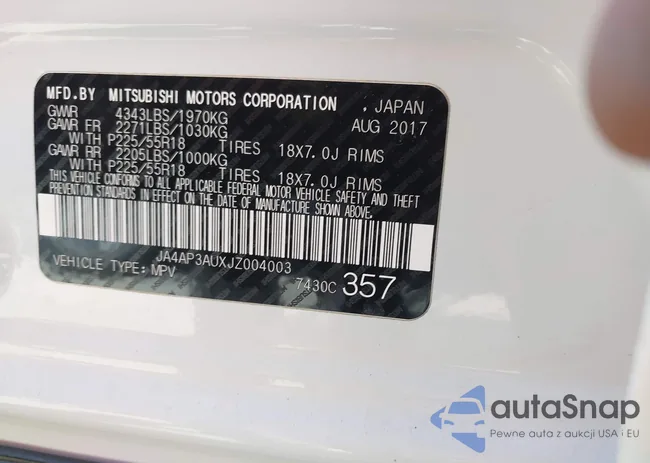 MFD.BY MITSUBISHI MOTORS CORPORATION , JAPAN
GVWR 4343LBS/1970KG AUG 2017
GAWR FR 2271LBS/1030KG
WITH P225/55R18 TIRES 18X7.0J RIMS
GAWR RR 2205LBS/1000KG
WITH P225/55R18 TIRES 18X7.0J RIMS
THIS VEHICLE CONFORMS TO ALL APPLICABLE FEDERAL MOTOR VEHICLE SAFETY AND THEFT
PREVENTION STANDARDS IN EFFECT ON THE DATE OF MANUFACTURE SHOWN ABOVE.
JA4AP3AUXJZ004003
VEHICLE TYPE: MPV 7430C 357
autaSnap
Pewne auta z aukcji USA i EU